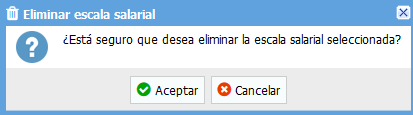 Eliminar escala salarial
¿Está seguro que desea eliminar la escala salarial seleccionada?
Aceptar
Cancelar